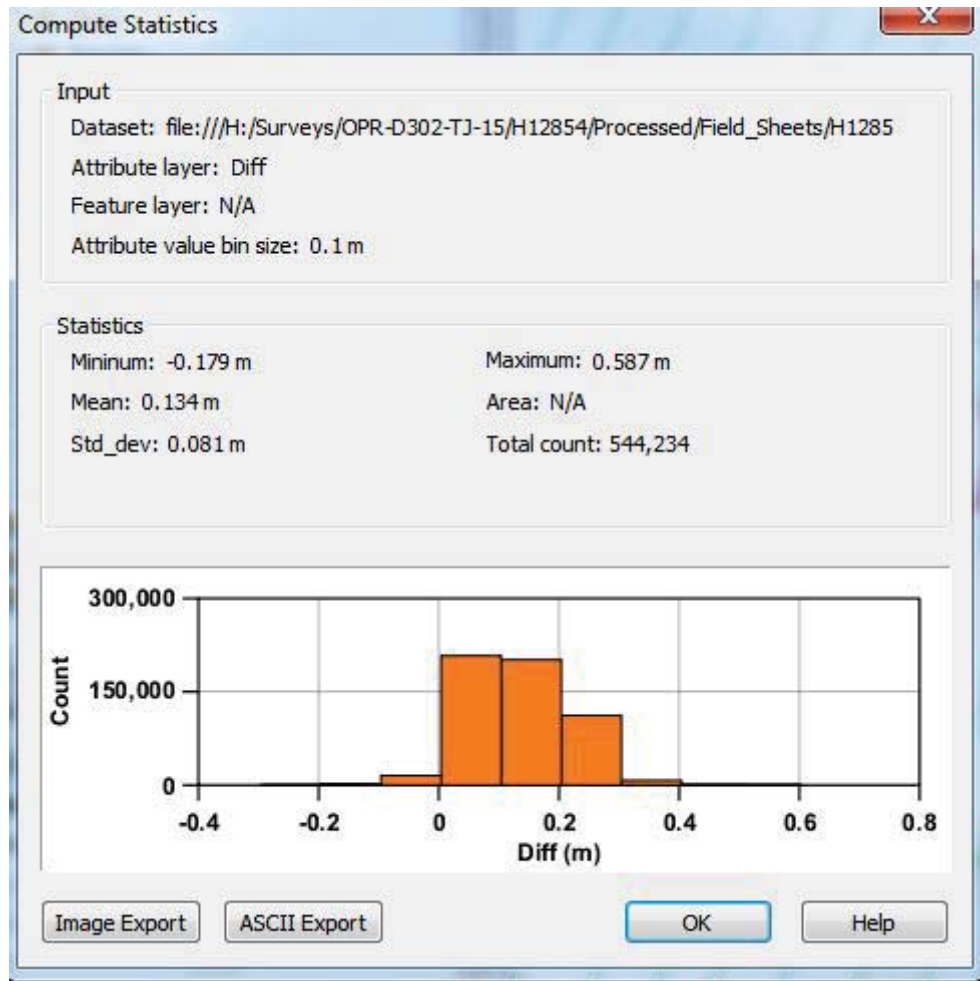 Compute Statistics
X
Input
Dataset: file:///H:/Surveys/OPR-D302-TJ-15/H12854/Processed/Field_Sheets/H1285
Attribute layer: Diff
Feature layer: N/A
Attribute value bin size: 0.1 m
Statistics
Mininum: -0.179 m Maximum: 0.587 m
Mean: 0.134 m Area: N/A
Std_dev: 0.081 m Total count: 544,234
300,000
150,000
0
Count
-0.4 -0.2 0 0.2 0.4 0.6 0.8
Diff (m)
Image Export ASCII Export OK Help